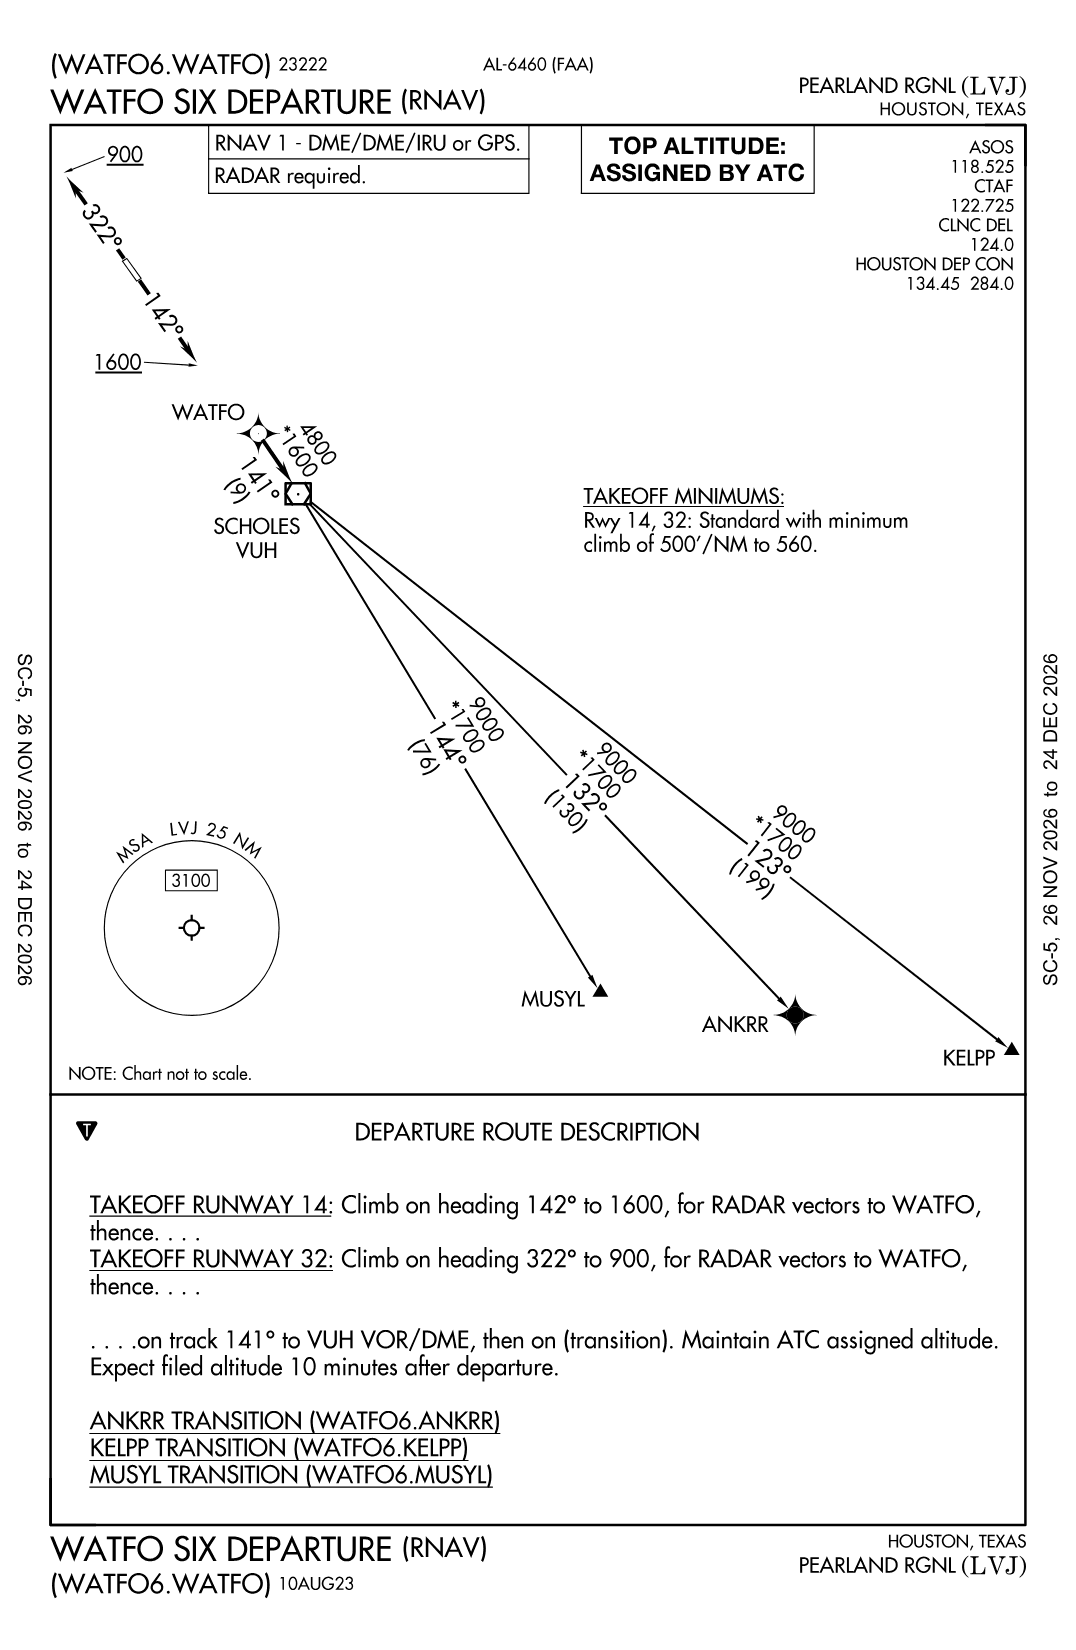 (WATFO6.WATFO) 23222
AL-6460 (FAA)
WATFO SIX DEPARTURE (RNAV)
PEARLAND RGNL (LVJ)
HOUSTON, TEXAS
RNAV 1 - DME/DME/IRU or GPS.
RADAR required.
TOP ALTITUDE:
ASSIGNED BY ATC
ASOS
118.525
CTAF
122.725
CLNC DEL
124.0
HOUSTON DEP CON
134.45 284.0
900
322°
142°
1600
WATFO
4800
*1600
141°
(9)
SCHOLES
VUH
TAKEOFF MINIMUMS:
Rwy 14, 32: Standard with minimum
climb of 500'/NM to 560.
9000
*1700
144°
(76)
9000
*1700
132°
(130)
9000
*1700
123°
(199)
MSA LVJ 25 NM
3100
MUSYL
ANKRR
KELPP
NOTE: Chart not to scale.
SC-5, 26 NOV 2026 to 24 DEC 2026
SC-5, 26 NOV 2026 to 24 DEC 2026
T
DEPARTURE ROUTE DESCRIPTION
TAKEOFF RUNWAY 14: Climb on heading 142° to 1600, for RADAR vectors to WATFO,
thence. . . .
TAKEOFF RUNWAY 32: Climb on heading 322° to 900, for RADAR vectors to WATFO,
thence. . . .
. . . .on track 141° to VUH VOR/DME, then on (transition). Maintain ATC assigned altitude.
Expect filed altitude 10 minutes after departure.
ANKRR TRANSITION (WATFO6.ANKRR)
KELPP TRANSITION (WATFO6.KELPP)
MUSYL TRANSITION (WATFO6.MUSYL)
WATFO SIX DEPARTURE (RNAV)
(WATFO6.WATFO) 10AUG23
HOUSTON, TEXAS
PEARLAND RGNL (LVJ)